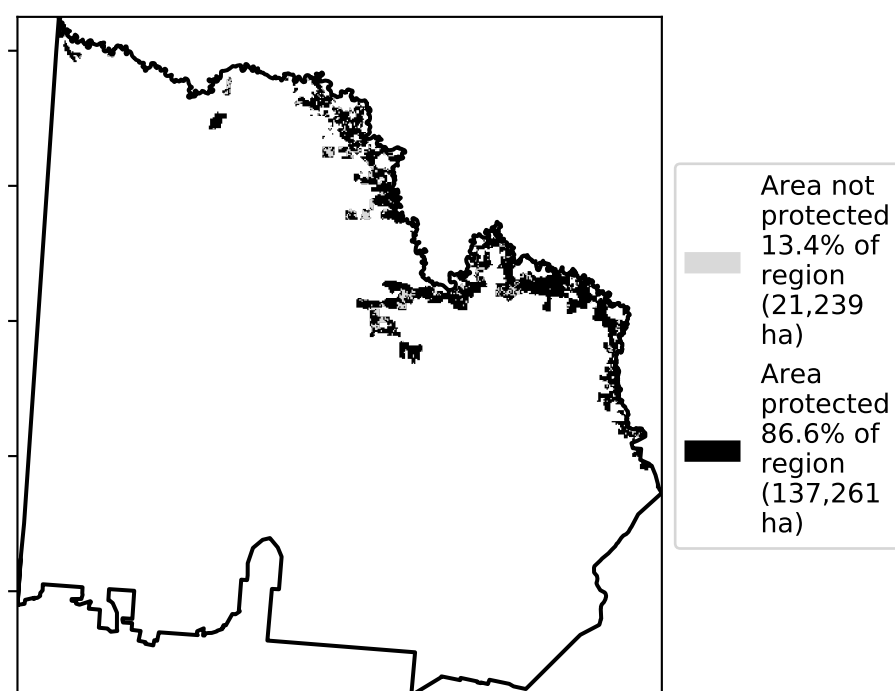 Area not
protected
13.4% of
region
(21,239
ha)
Area
protected
86.6% of
region
(137,261
ha)